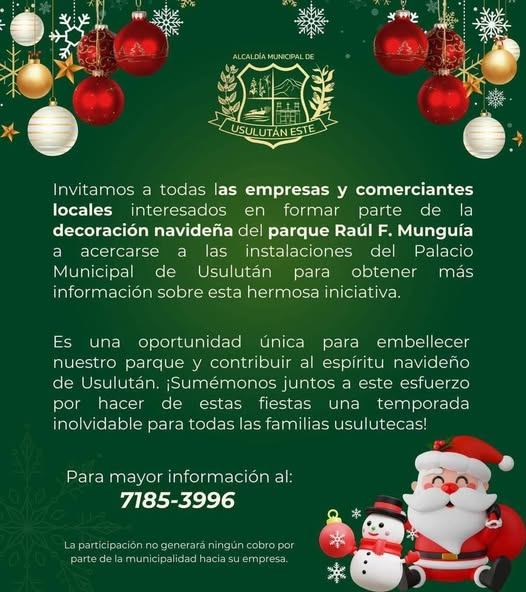 ALCALDÍA MUNICIPAL DE
USULUTÁN ESTE
Invitamos a todas las empresas y comerciantes
locales interesados en formar parte de la
decoración navideña del parque Raúl F. Munguía
a acercarse a las instalaciones del Palacio
Municipal de Usulután para obtener más
información sobre esta hermosa iniciativa.
Es una oportunidad única para embellecer
nuestro parque y contribuir al espíritu navideño
de Usulután. ¡Sumémonos juntos a este esfuerzo
por hacer de estas fiestas una temporada
inolvidable para todas las familias usulutecas!
Para mayor información al:
7185-3996
La participación no generará ningún cobro por
parte de la municipalidad hacia su empresa.